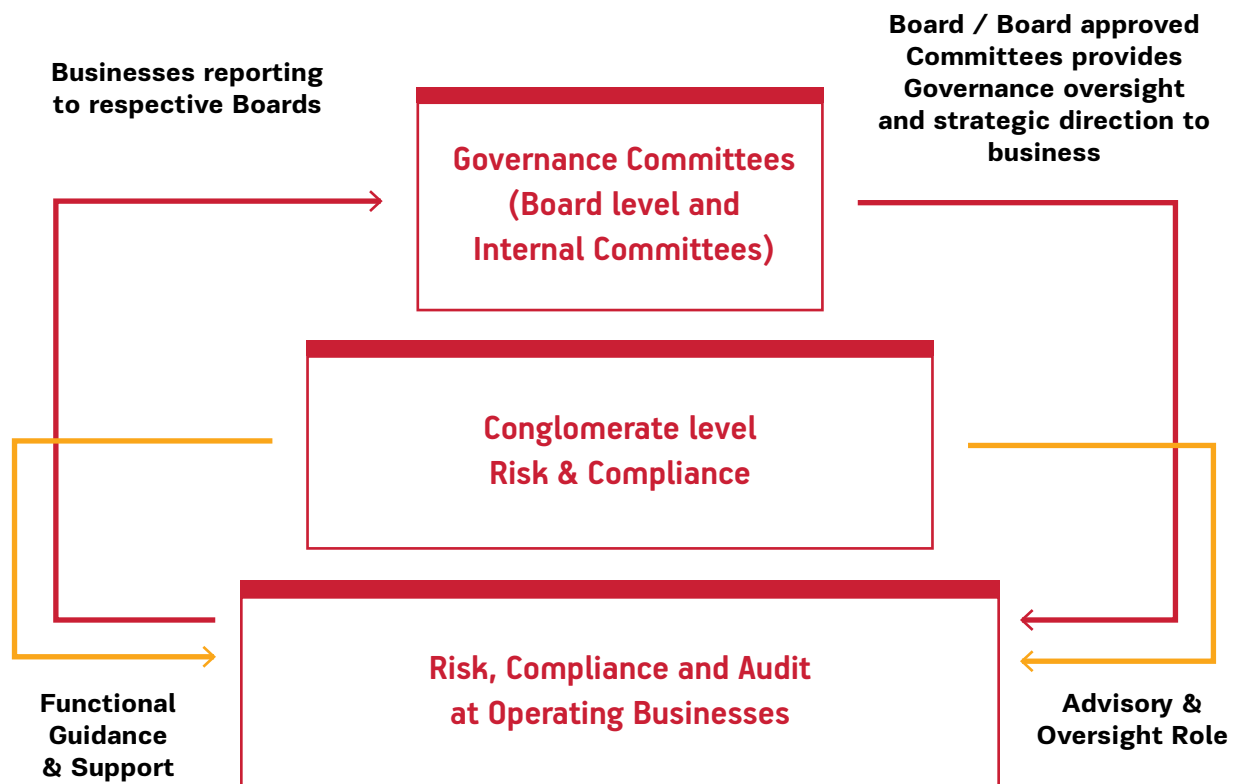 Businesses reporting
to respective Boards
Board / Board approved
Committees provides
Governance oversight
and strategic direction to
business
Governance Committees
(Board level and
Internal Committees)
Conglomerate level
Risk & Compliance
Risk, Compliance and Audit
at Operating Businesses
Functional
Guidance
& Support
Advisory &
Oversight Role